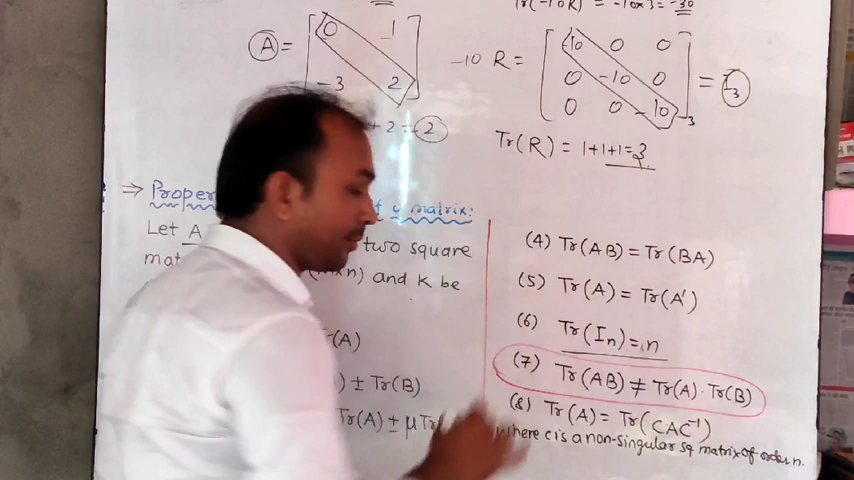 Tr(-10R) = -10×3 = -30
A = [ 0 1
-3 2 ]
+ 2 = 2
-10 R = [ -10 0 0
0 -10 0
0 0 -10 ] 3 = I₃
Tr(R) = 1+1+1=3
⇒ Proper of a matrix:
Let A two square
mat n) and K be
r(A)
) ± Tr(B)
Tr(A) ± μ Tr
(4) Tr(AB) = Tr(BA)
(5) Tr(A) = Tr(A')
(6) Tr(Iₙ) = n
(7) Tr(AB) ≠ Tr(A) · Tr(B)
(8) Tr(A) = Tr(CAC⁻¹)
where C is a non-singular sq matrix of order n.